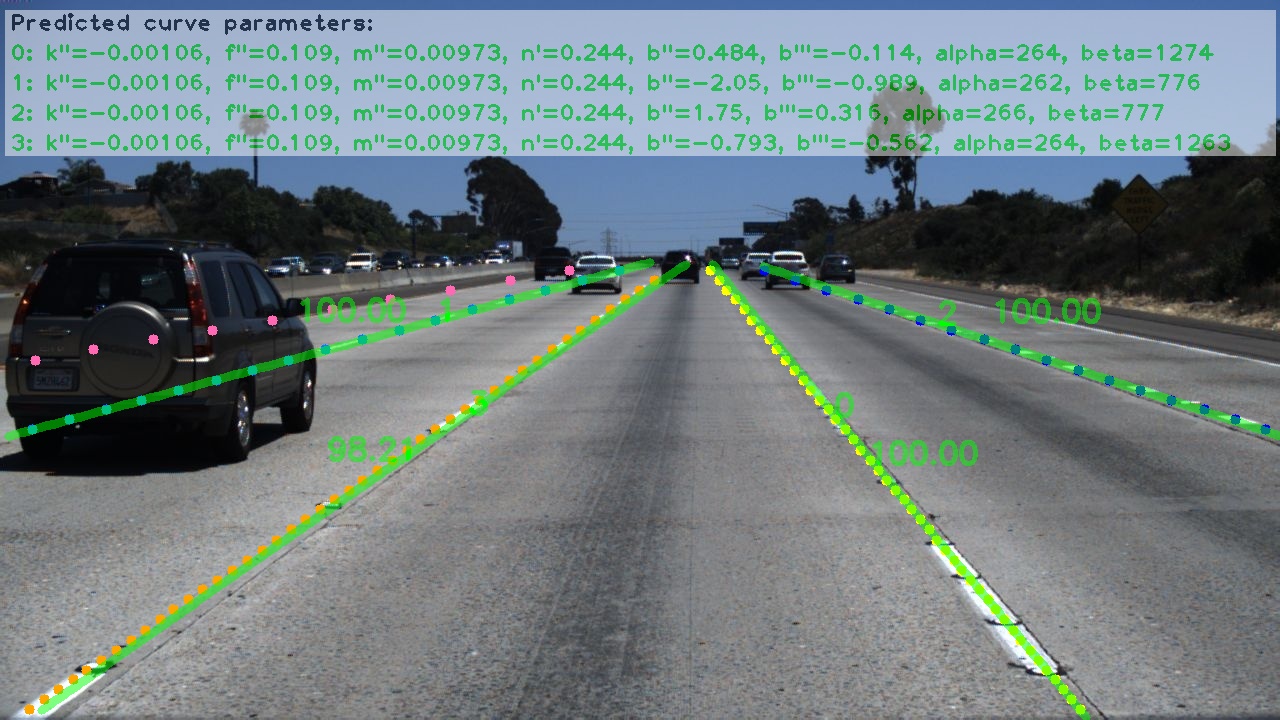 Predicted curve parameters:
0: k''=-0.00106, f''=0.109, m''=0.00973, n'=0.244, b''=0.484, b'''=-0.114, alpha=264, beta=1274
1: k''=-0.00106, f''=0.109, m''=0.00973, n'=0.244, b''=-2.05, b'''=-0.989, alpha=262, beta=776
2: k''=-0.00106, f''=0.109, m''=0.00973, n'=0.244, b''=1.75, b'''=0.316, alpha=266, beta=777
3: k''=-0.00106, f''=0.109, m''=0.00973, n'=0.244, b''=-0.793, b'''=-0.562, alpha=264, beta=1263
100.00 1
2 100.00
3
0
98.21
100.00
HONDA